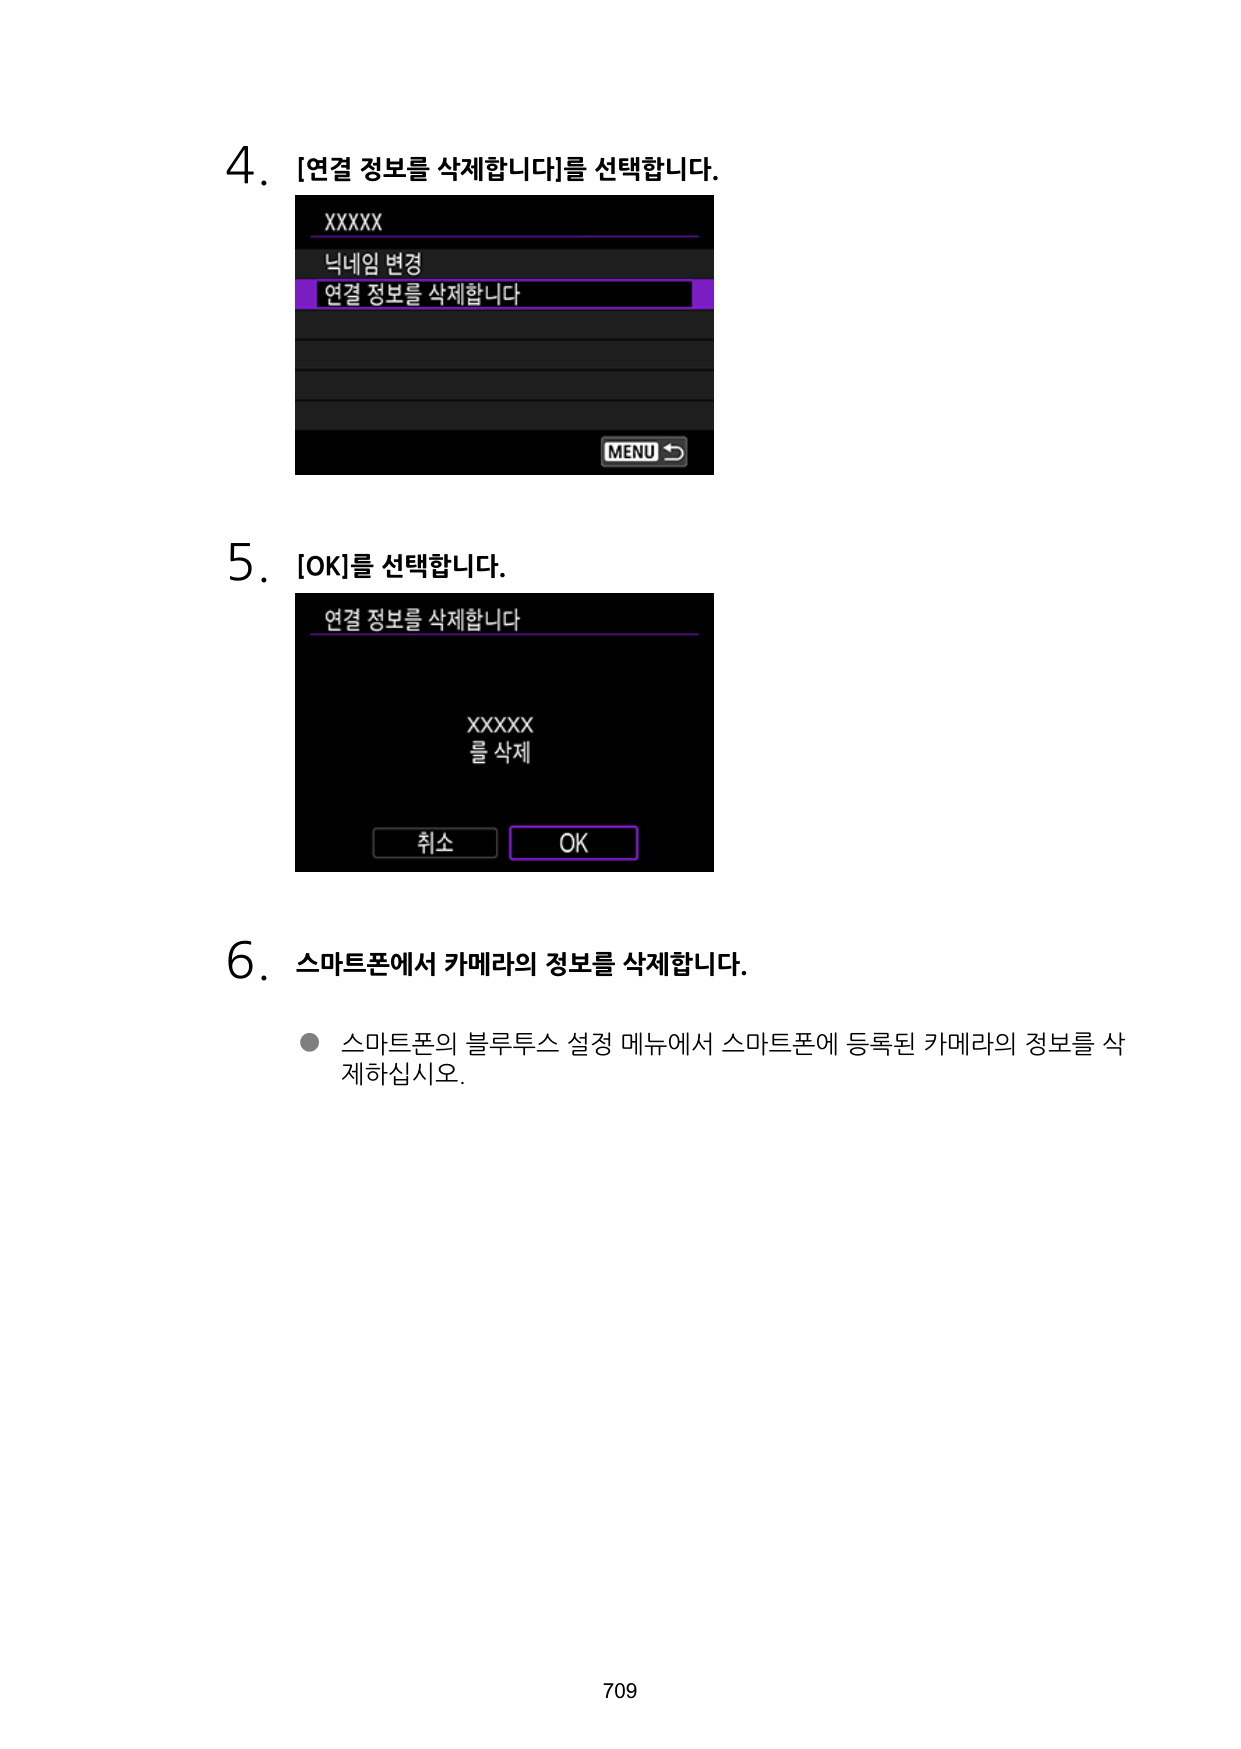 4. [연결 정보를 삭제합니다]를 선택합니다.
XXXXX
닉네임 변경
연결 정보를 삭제합니다
MENU
5. [OK]를 선택합니다.
연결 정보를 삭제합니다
XXXXX
를 삭제
취소 OK
6. 스마트폰에서 카메라의 정보를 삭제합니다.
● 스마트폰의 블루투스 설정 메뉴에서 스마트폰에 등록된 카메라의 정보를 삭
제하십시오.
709